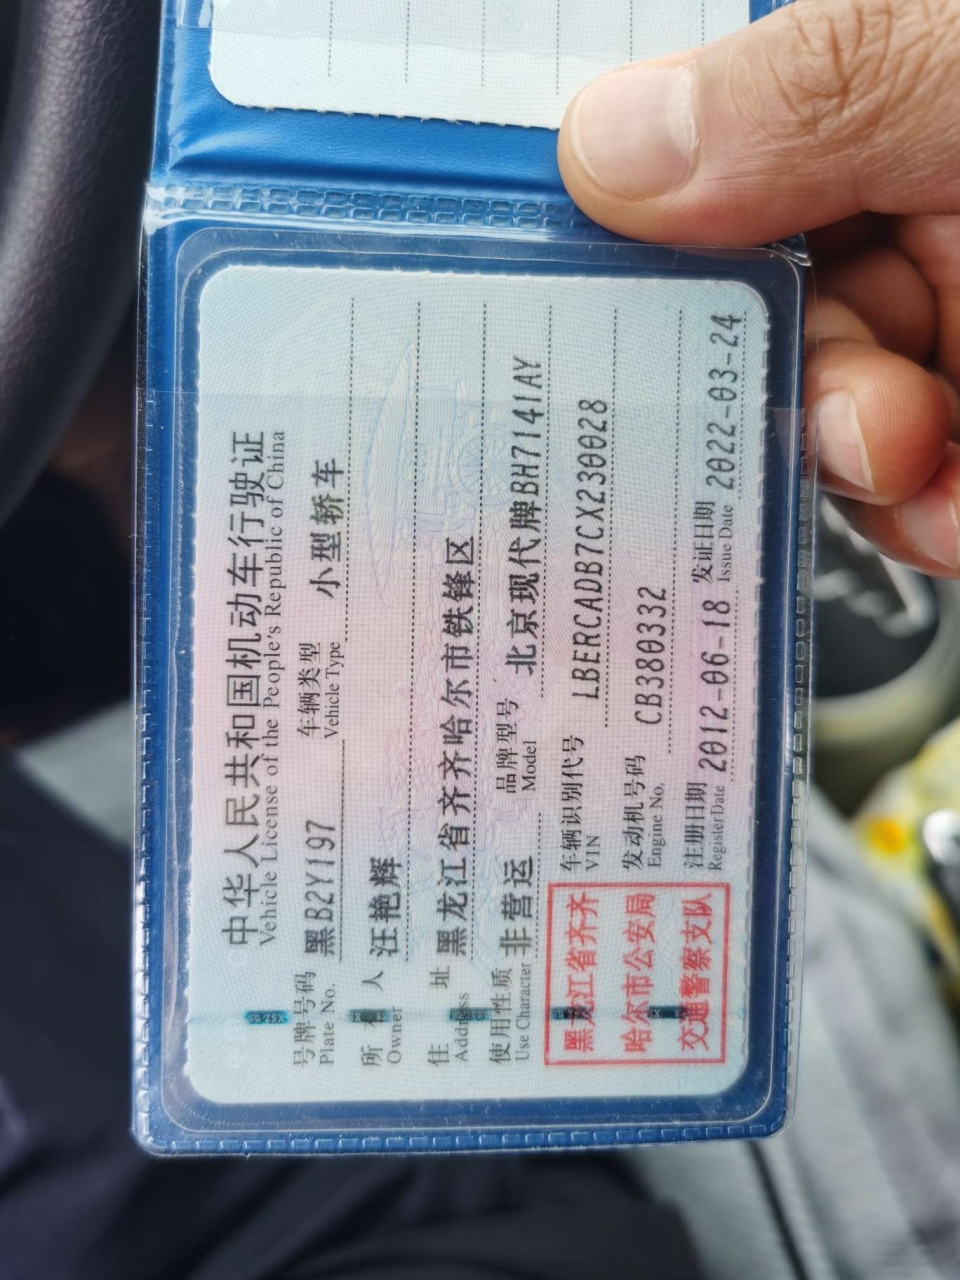 中华人民共和国机动车行驶证
Vehicle License of the People's Republic of China
号牌号码 黑B2Y197 车辆类型 小型轿车
Plate No. Vehicle Type
所有人 汪艳辉
Owner
住址 黑龙江省齐齐哈尔市铁锋区
Address
使用性质 非营运 品牌型号 北京现代牌BH7141AY
Use Character Model
黑龙江省齐齐
哈尔市公安局
交通警察支队
车辆识别代号 LBERCADB7CX230028
VIN
发动机号码 CB380332
Engine No.
注册日期 2012-06-18 发证日期 2022-03-24
RegisterDate Issue Date